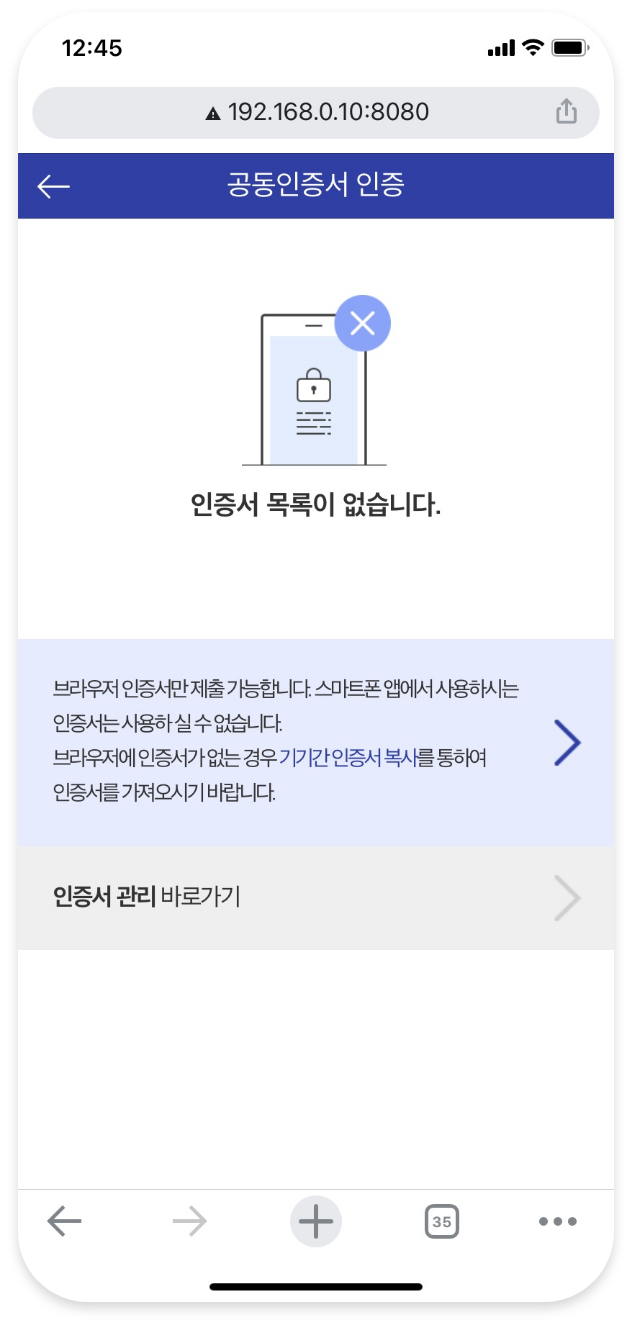 12:45
192.168.0.10:8080
공동인증서 인증
인증서 목록이 없습니다.
브라우저 인증서만 제출 가능합니다. 스마트폰 앱에서 사용하시는
인증서는 사용하 실 수 없습니다.
브라우저에 인증서가 없는 경우 기기간 인증서 복사를 통하여
인증서를 가져오시기 바랍니다.
인증서 관리 바로가기
35